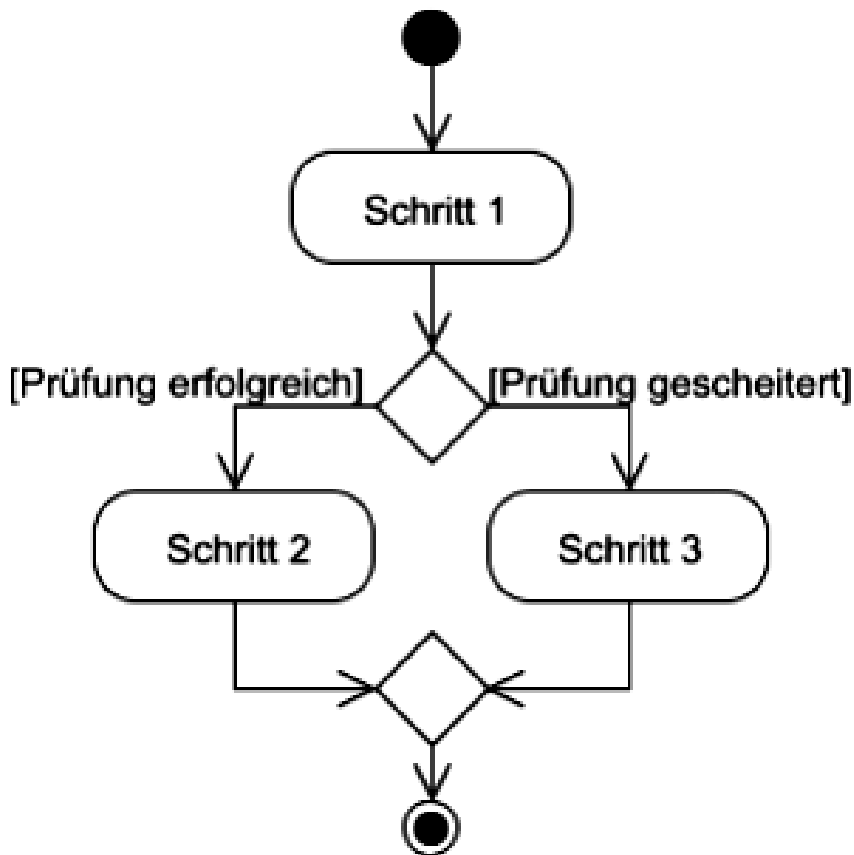 Schritt 1
[Prüfung erfolgreich] [Prüfung gescheitert]
Schritt 2 Schritt 3